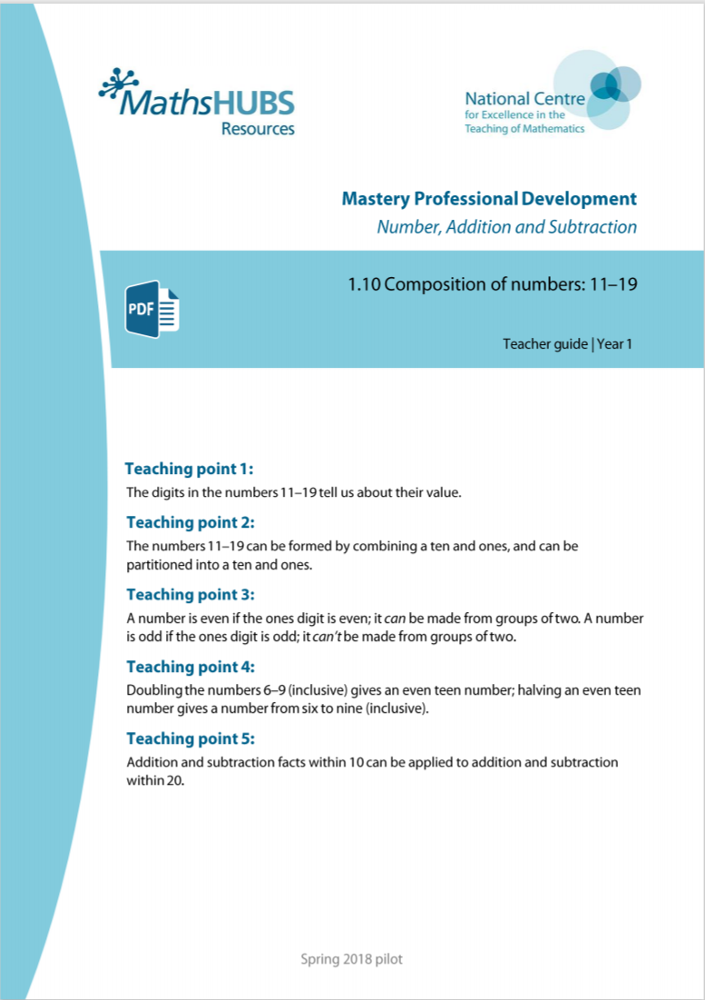 MathsHUBS
Resources
National Centre
for Excellence in the
Teaching of Mathematics
Mastery Professional Development
Number, Addition and Subtraction
PDF
1.10 Composition of numbers: 11–19
Teacher guide | Year 1
Teaching point 1:
The digits in the numbers 11–19 tell us about their value.
Teaching point 2:
The numbers 11–19 can be formed by combining a ten and ones, and can be
partitioned into a ten and ones.
Teaching point 3:
A number is even if the ones digit is even; it can be made from groups of two. A number
is odd if the ones digit is odd; it can't be made from groups of two.
Teaching point 4:
Doubling the numbers 6–9 (inclusive) gives an even teen number; halving an even teen
number gives a number from six to nine (inclusive).
Teaching point 5:
Addition and subtraction facts within 10 can be applied to addition and subtraction
within 20.
Spring 2018 pilot